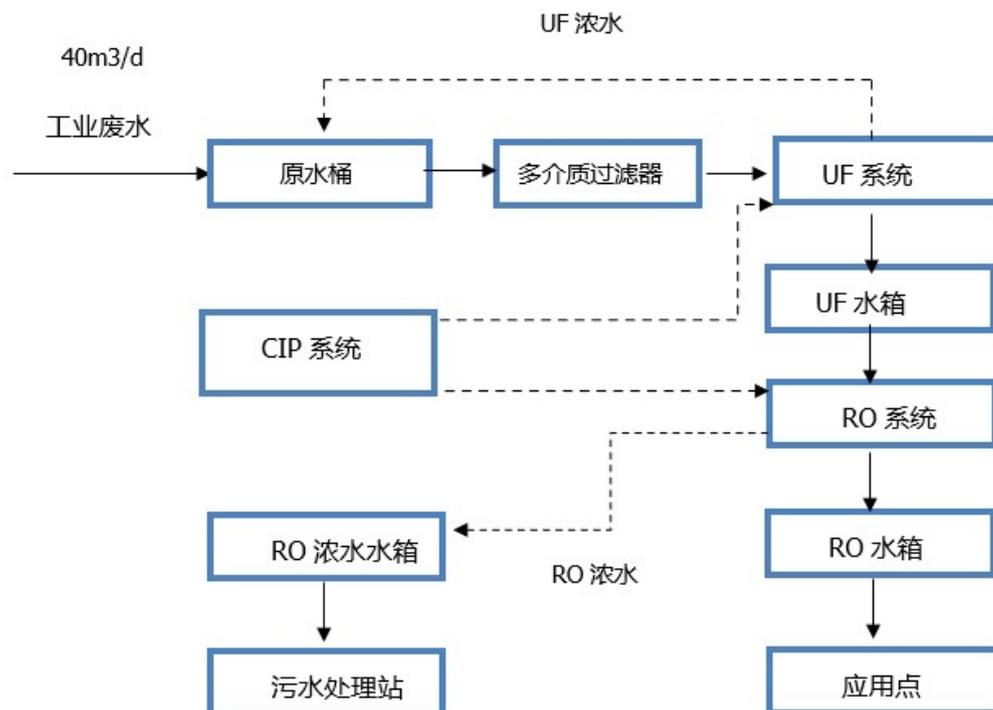 UF 浓水
40m3/d
工业废水
原水桶
多介质过滤器
UF 系统
UF 水箱
CIP 系统
RO 系统
RO 浓水水箱
RO 水箱
RO 浓水
污水处理站
应用点